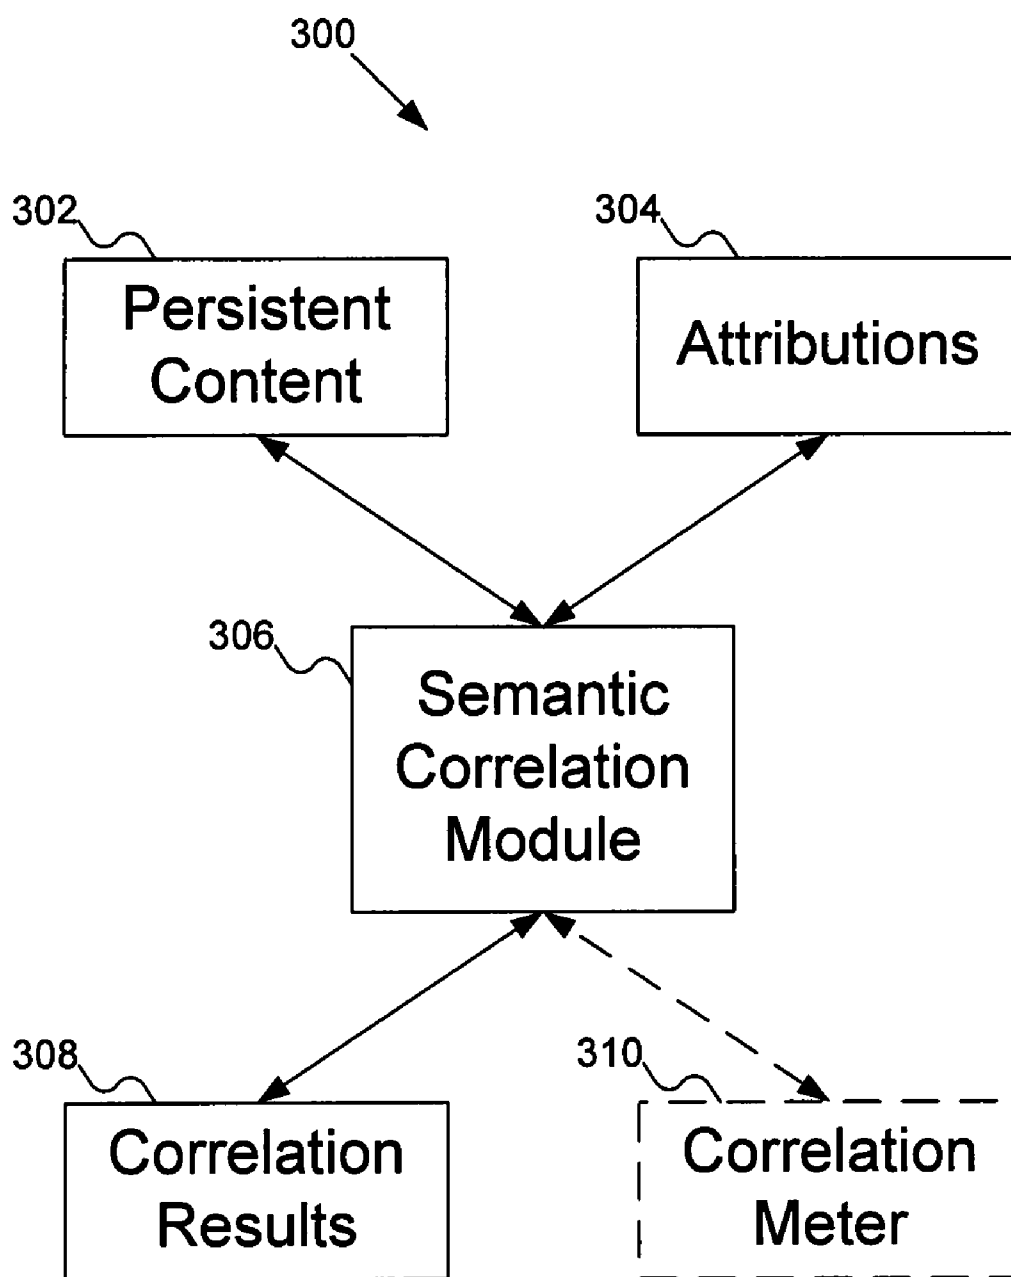 300
302
304
Persistent
Content
Attributions
306
Semantic
Correlation
Module
308
310
Correlation
Results
Correlation
Meter